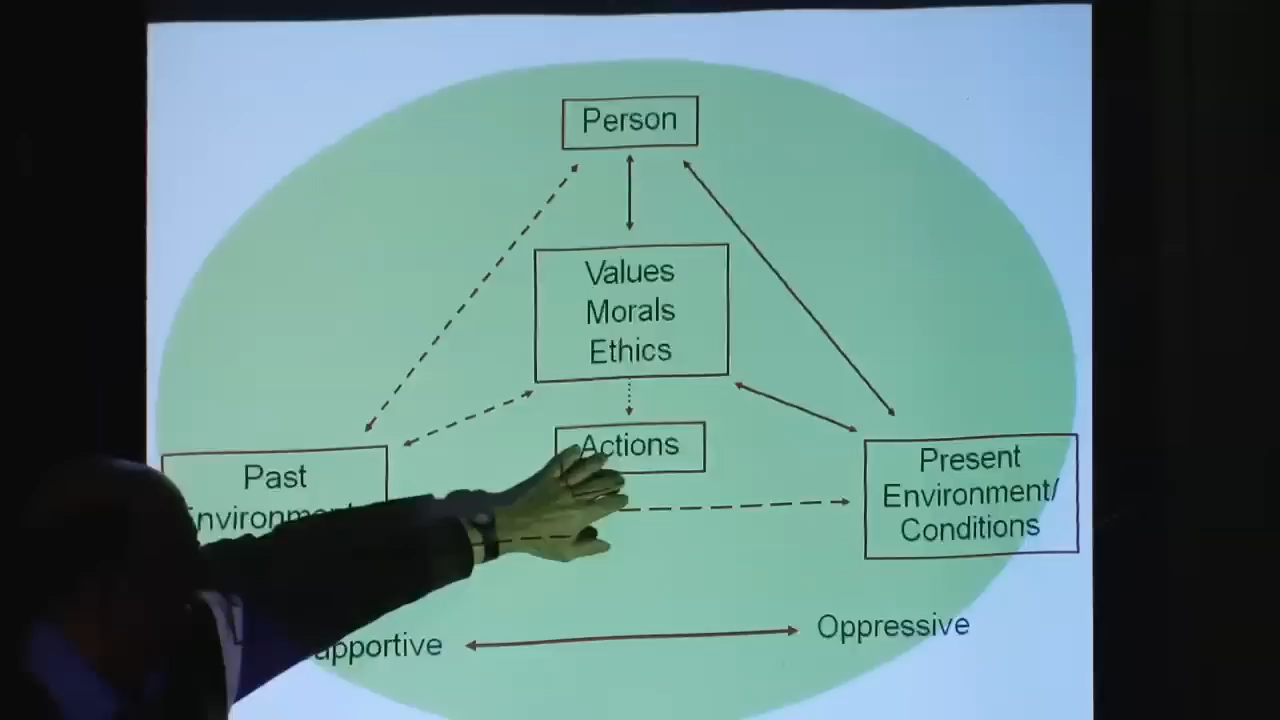 Person
Values
Morals
Ethics
Actions
Past
Present
Environment/
Conditions
Oppressive